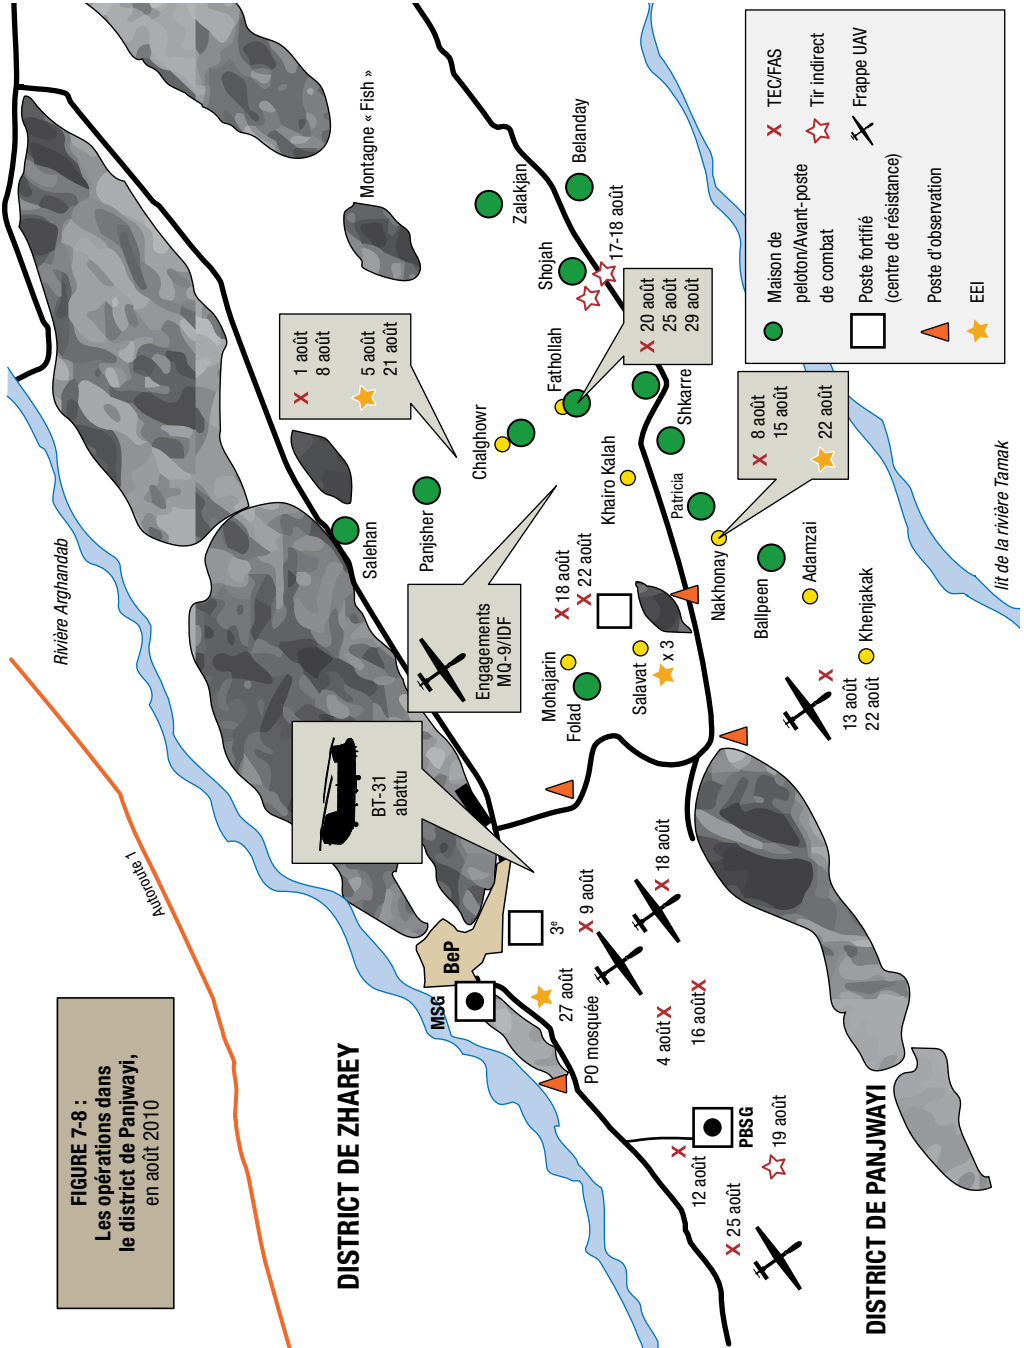 FIGURE 7-8 :
Les opérations dans
le district de Panjwayi,
en août 2010
Autoroute 1
Rivière Arghandab
DISTRICT DE ZHAREY
MSG
BeP
3e
BT-31
abattu
Engagements
MQ-9/IDF
Salehan
Panjsher
Chalghowr
X 1 août
8 août
5 août
21 août
Montagne « Fish »
Zalakjan
Belanday
Shojah
17-18 août
Fathollah
X 20 août
25 août
29 août
Shkarre
Khairo Kalah
Patricia
Nakhonay
X 8 août
15 août
22 août
Ballpeen
Adamzai
Khenjakak
X 18 août
X 22 août
Mohajarin
Folad
Salavat
x 3
X
13 août
22 août
X 9 août
X 18 août
27 août
PO mosquée
4 août X
16 août X
PBSG
X
12 août
19 août
X 25 août
DISTRICT DE PANJWAYI
lit de la rivière Tarnak
Maison de
peloton/Avant-poste
de combat
Poste fortifié
(centre de résistance)
Poste d'observation
EEI
X TEC/FAS
Tir indirect
Frappe UAV